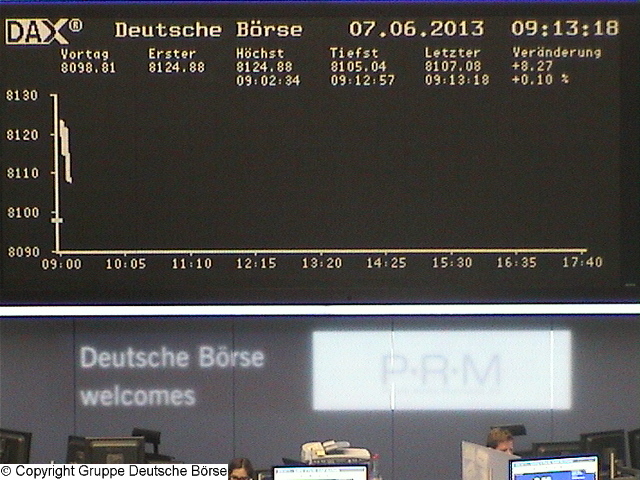 DAX® Deutsche Börse 07.06.2013 09:13:18
Vortag Erster Höchst Tiefst Letzter Veränderung
8098.81 8124.88 8124.88 8105.04 8107.08 +8.27
09:02:34 09:12:57 09:13:18 +0.10 %
8130
8120
8110
8100
8090
09:00 10:05 11:10 12:15 13:20 14:25 15:30 16:35 17:40
Deutsche Börse
welcomes
P·R·M
© Copyright Gruppe Deutsche Börse